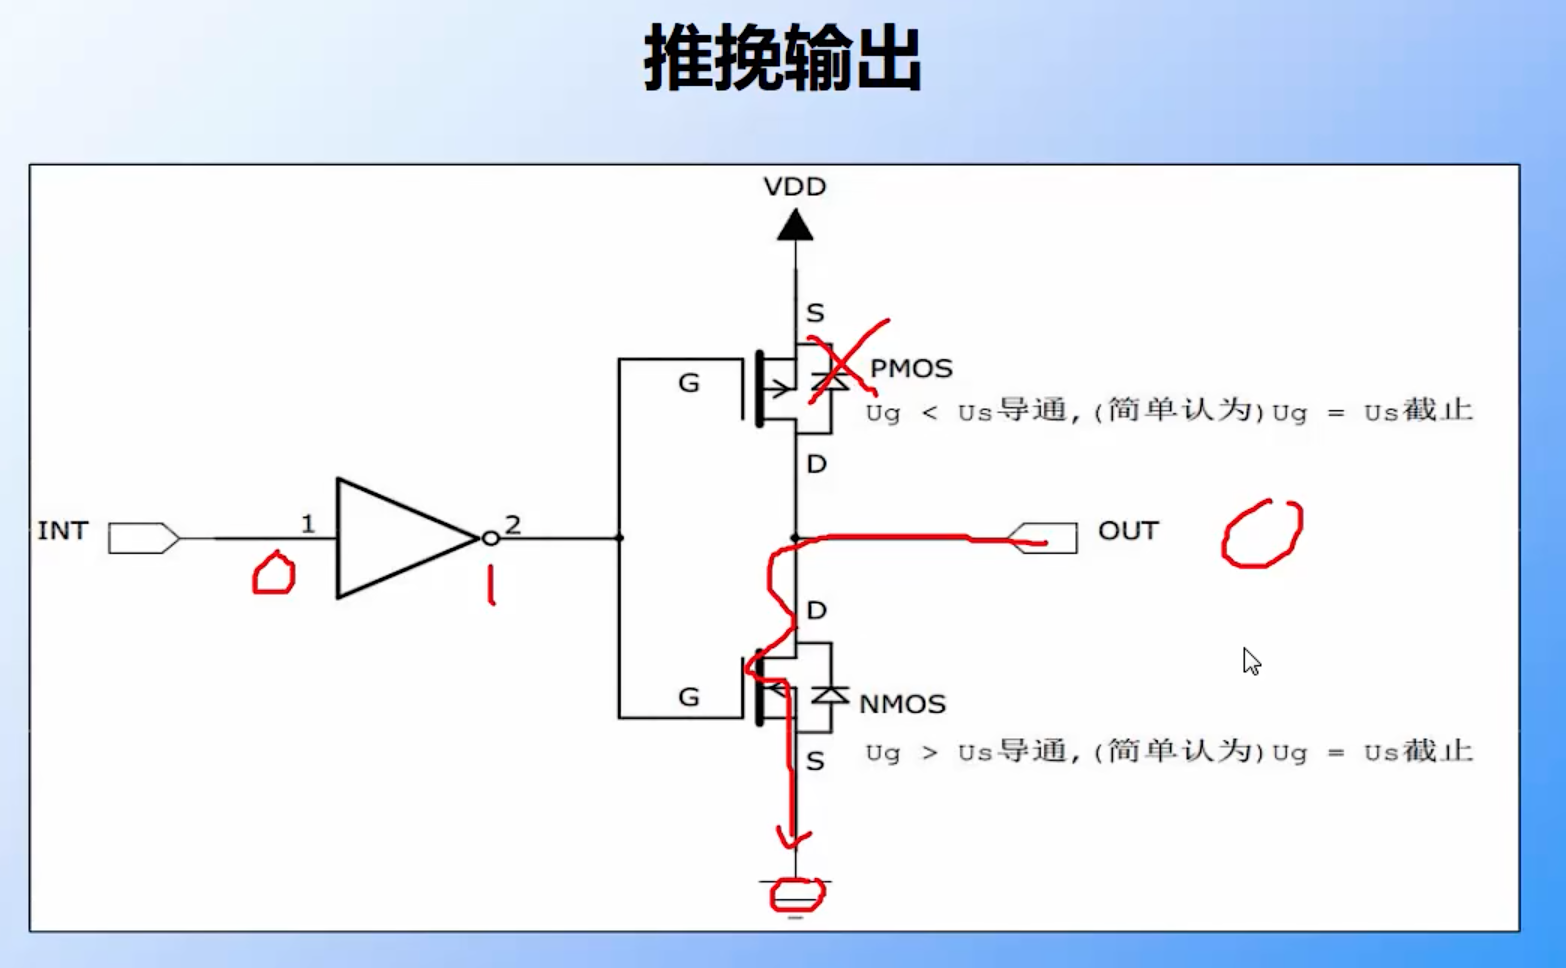 推挽输出
VDD
S
G
PMOS
Ug < Us导通,(简单认为)Ug = Us截止
D
INT
1
2
OUT
0
1
0
D
G
NMOS
S
Ug > Us导通,(简单认为)Ug = Us截止